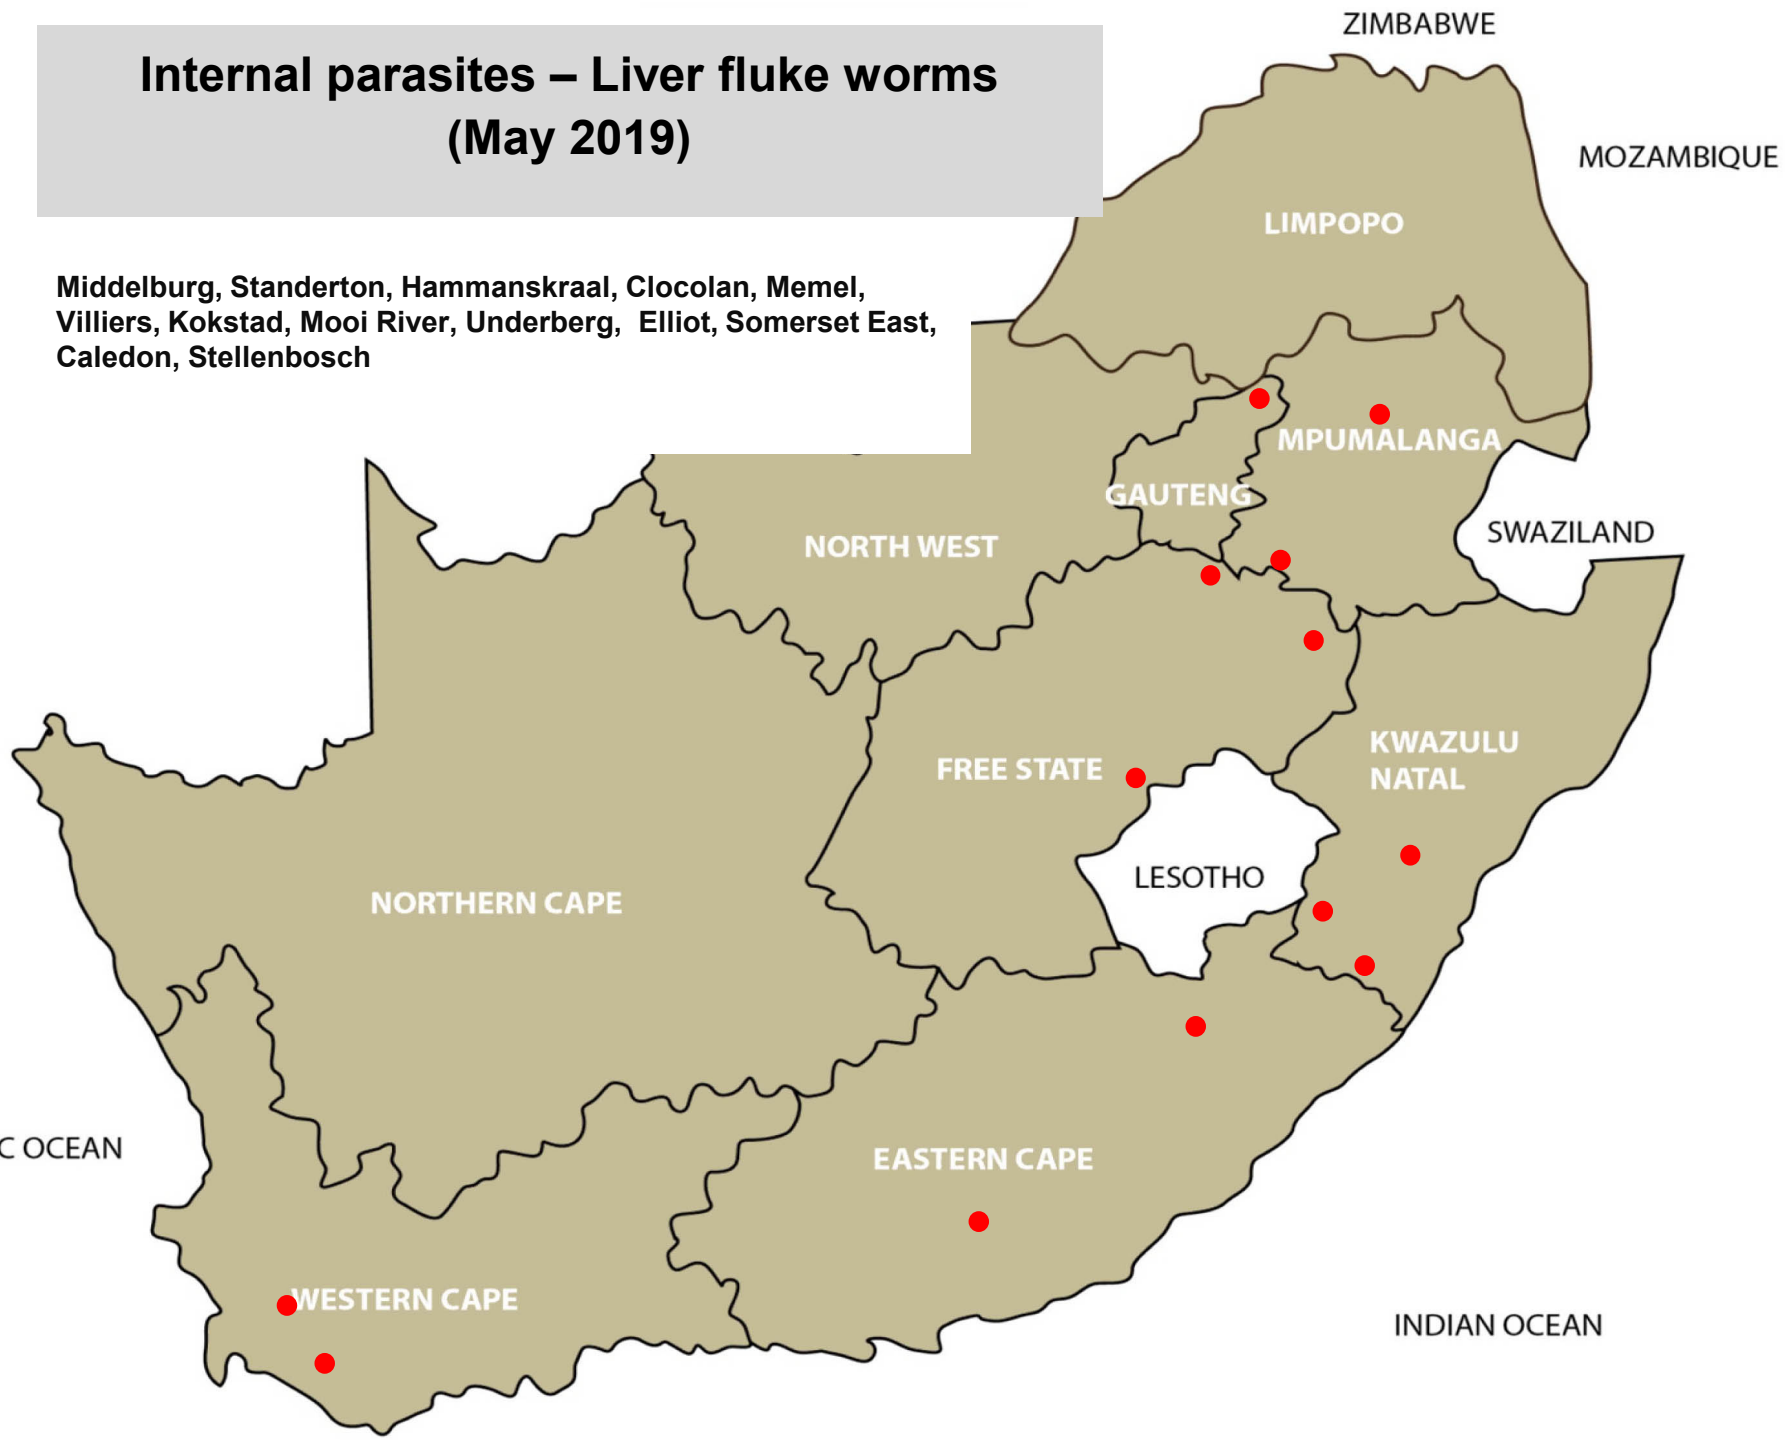 ZIMBABWE
Internal parasites – Liver fluke worms
(May 2019)
MOZAMBIQUE
LIMPOPO
Middelburg, Standerton, Hammanskraal, Clocolan, Memel,
Villiers, Kokstad, Mooi River, Underberg, Elliot, Somerset East,
Caledon, Stellenbosch
MPUMALANGA
GAUTENG
SWAZILAND
NORTH WEST
KWAZULU
NATAL
FREE STATE
LESOTHO
NORTHERN CAPE
C OCEAN
EASTERN CAPE
WESTERN CAPE
INDIAN OCEAN